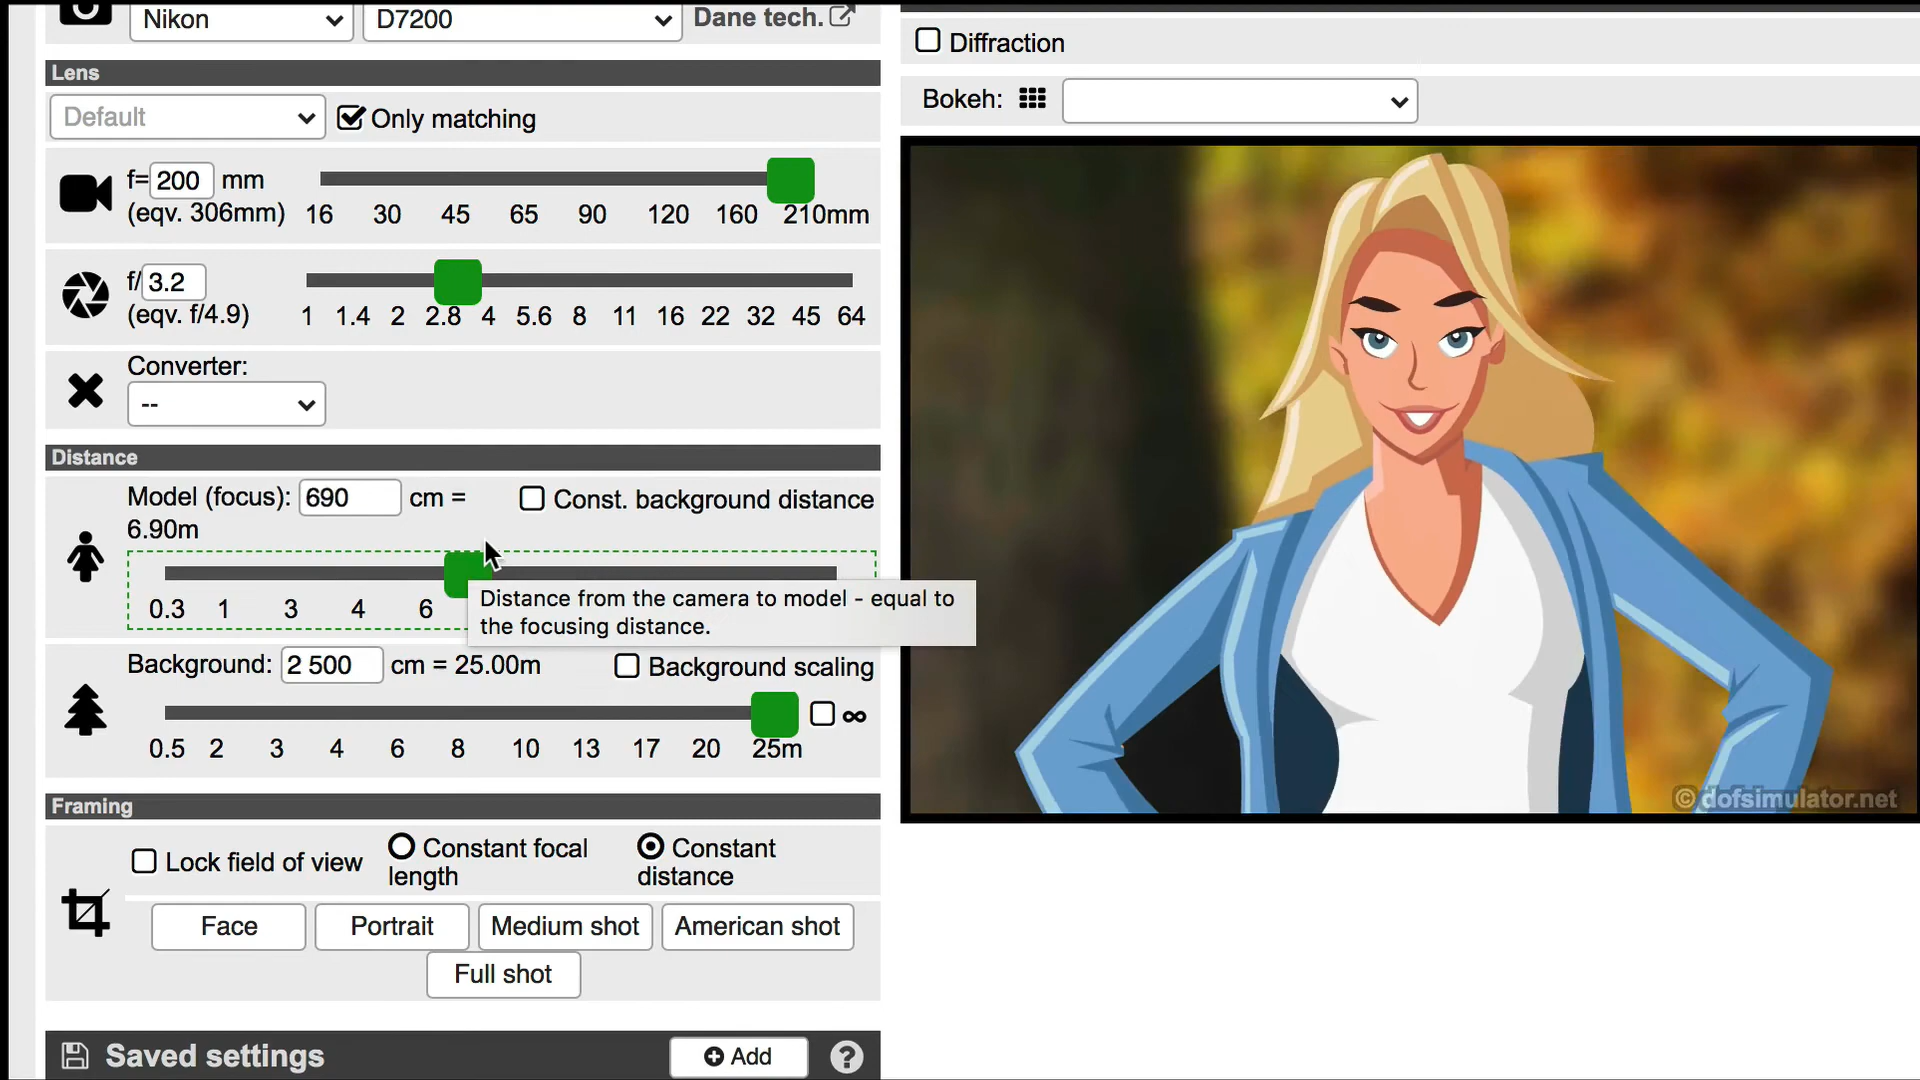 Nikon
D7200
Dane tech.
Lens
Default
Only matching
f= 200 mm
(eqv. 306mm)
16 30 45 65 90 120 160 210mm
f/ 3.2
(eqv. f/4.9)
1 1.4 2 2.8 4 5.6 8 11 16 22 32 45 64
Converter:
--
Distance
Model (focus): 690 cm =
6.90m
Const. background distance
0.3 1 3 4 6
Distance from the camera to model - equal to
the focusing distance.
Background: 2 500 cm = 25.00m
Background scaling
∞
0.5 2 3 4 6 8 10 13 17 20 25m
Framing
Lock field of view
Constant focal
length
Constant
distance
Face
Portrait
Medium shot
American shot
Full shot
Saved settings
Add
?
Diffraction
Bokeh:
© dofsimulator.net